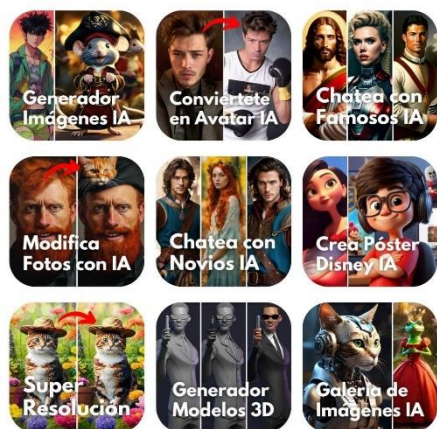 Generador
Imágenes IA
Conviértete
en Avatar IA
Chatea con
Famosos IA
Modifica
Fotos con IA
Chatea con
Novios IA
Crea Póster
Disney IA
Super
Resolución
Generador
Modelos 3D
Galería de
Imágenes IA